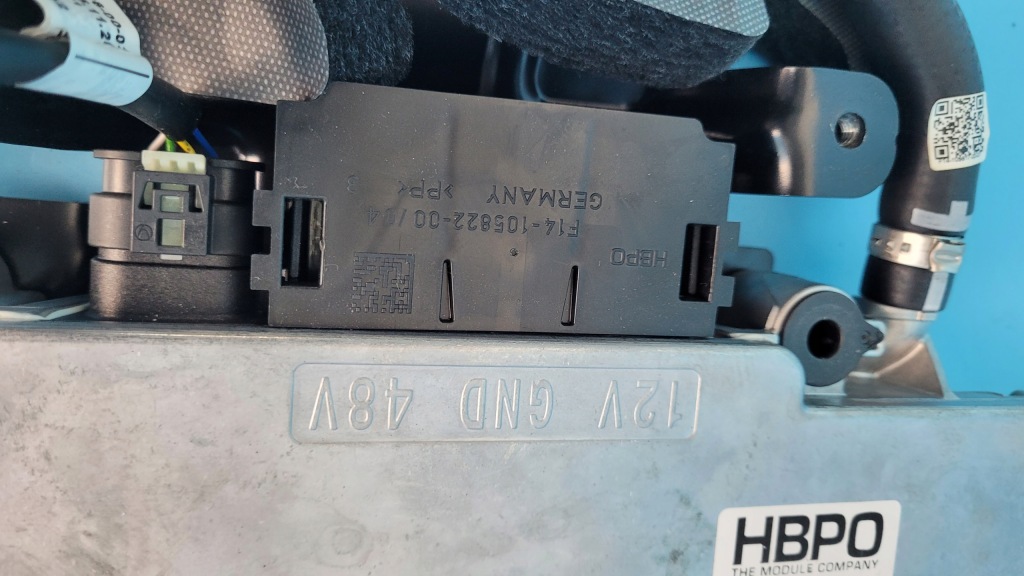 HBPO
F14-105822-00 /04
GERMANY >PP<
12V GND 48V
HBPO
THE MODULE COMPANY